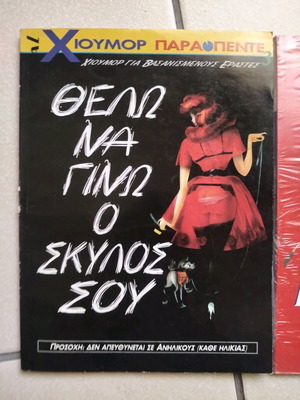 ΧΙΟΥΜΟΡ ΠΑΡΑ ΠΕΝΤΕ
ΧΙΟΥΜΟΡ ΓΙΑ ΒΑΣΑΝΙΣΜΕΝΟΥΣ ΕΡΑΣΤΕΣ
ΘΕΛΩ
ΝΑ
ΓΙΝΩ
Ο
ΣΚΥΛΟΣ
ΣΟΥ
ΠΡΟΣΟΧΗ: ΔΕΝ ΑΠΕΥΘΥΝΕΤΑΙ ΣΕ ΑΝΗΛΙΚΟΥΣ (ΚΑΘΕ ΗΛΙΚΙΑΣ)